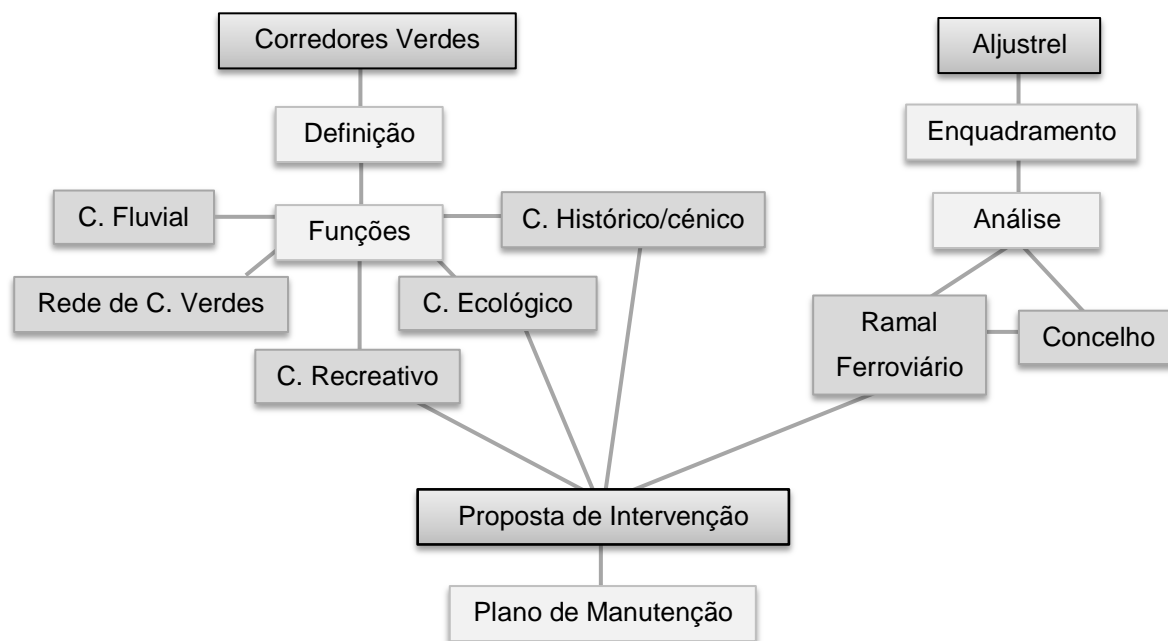 Corredores Verdes
Aljustrel
Definição
Enquadramento
C. Fluvial
Funções
C. Histórico/cénico
Análise
Rede de C. Verdes
C. Ecológico
Ramal
Ferroviário
Concelho
C. Recreativo
Proposta de Intervenção
Plano de Manutenção